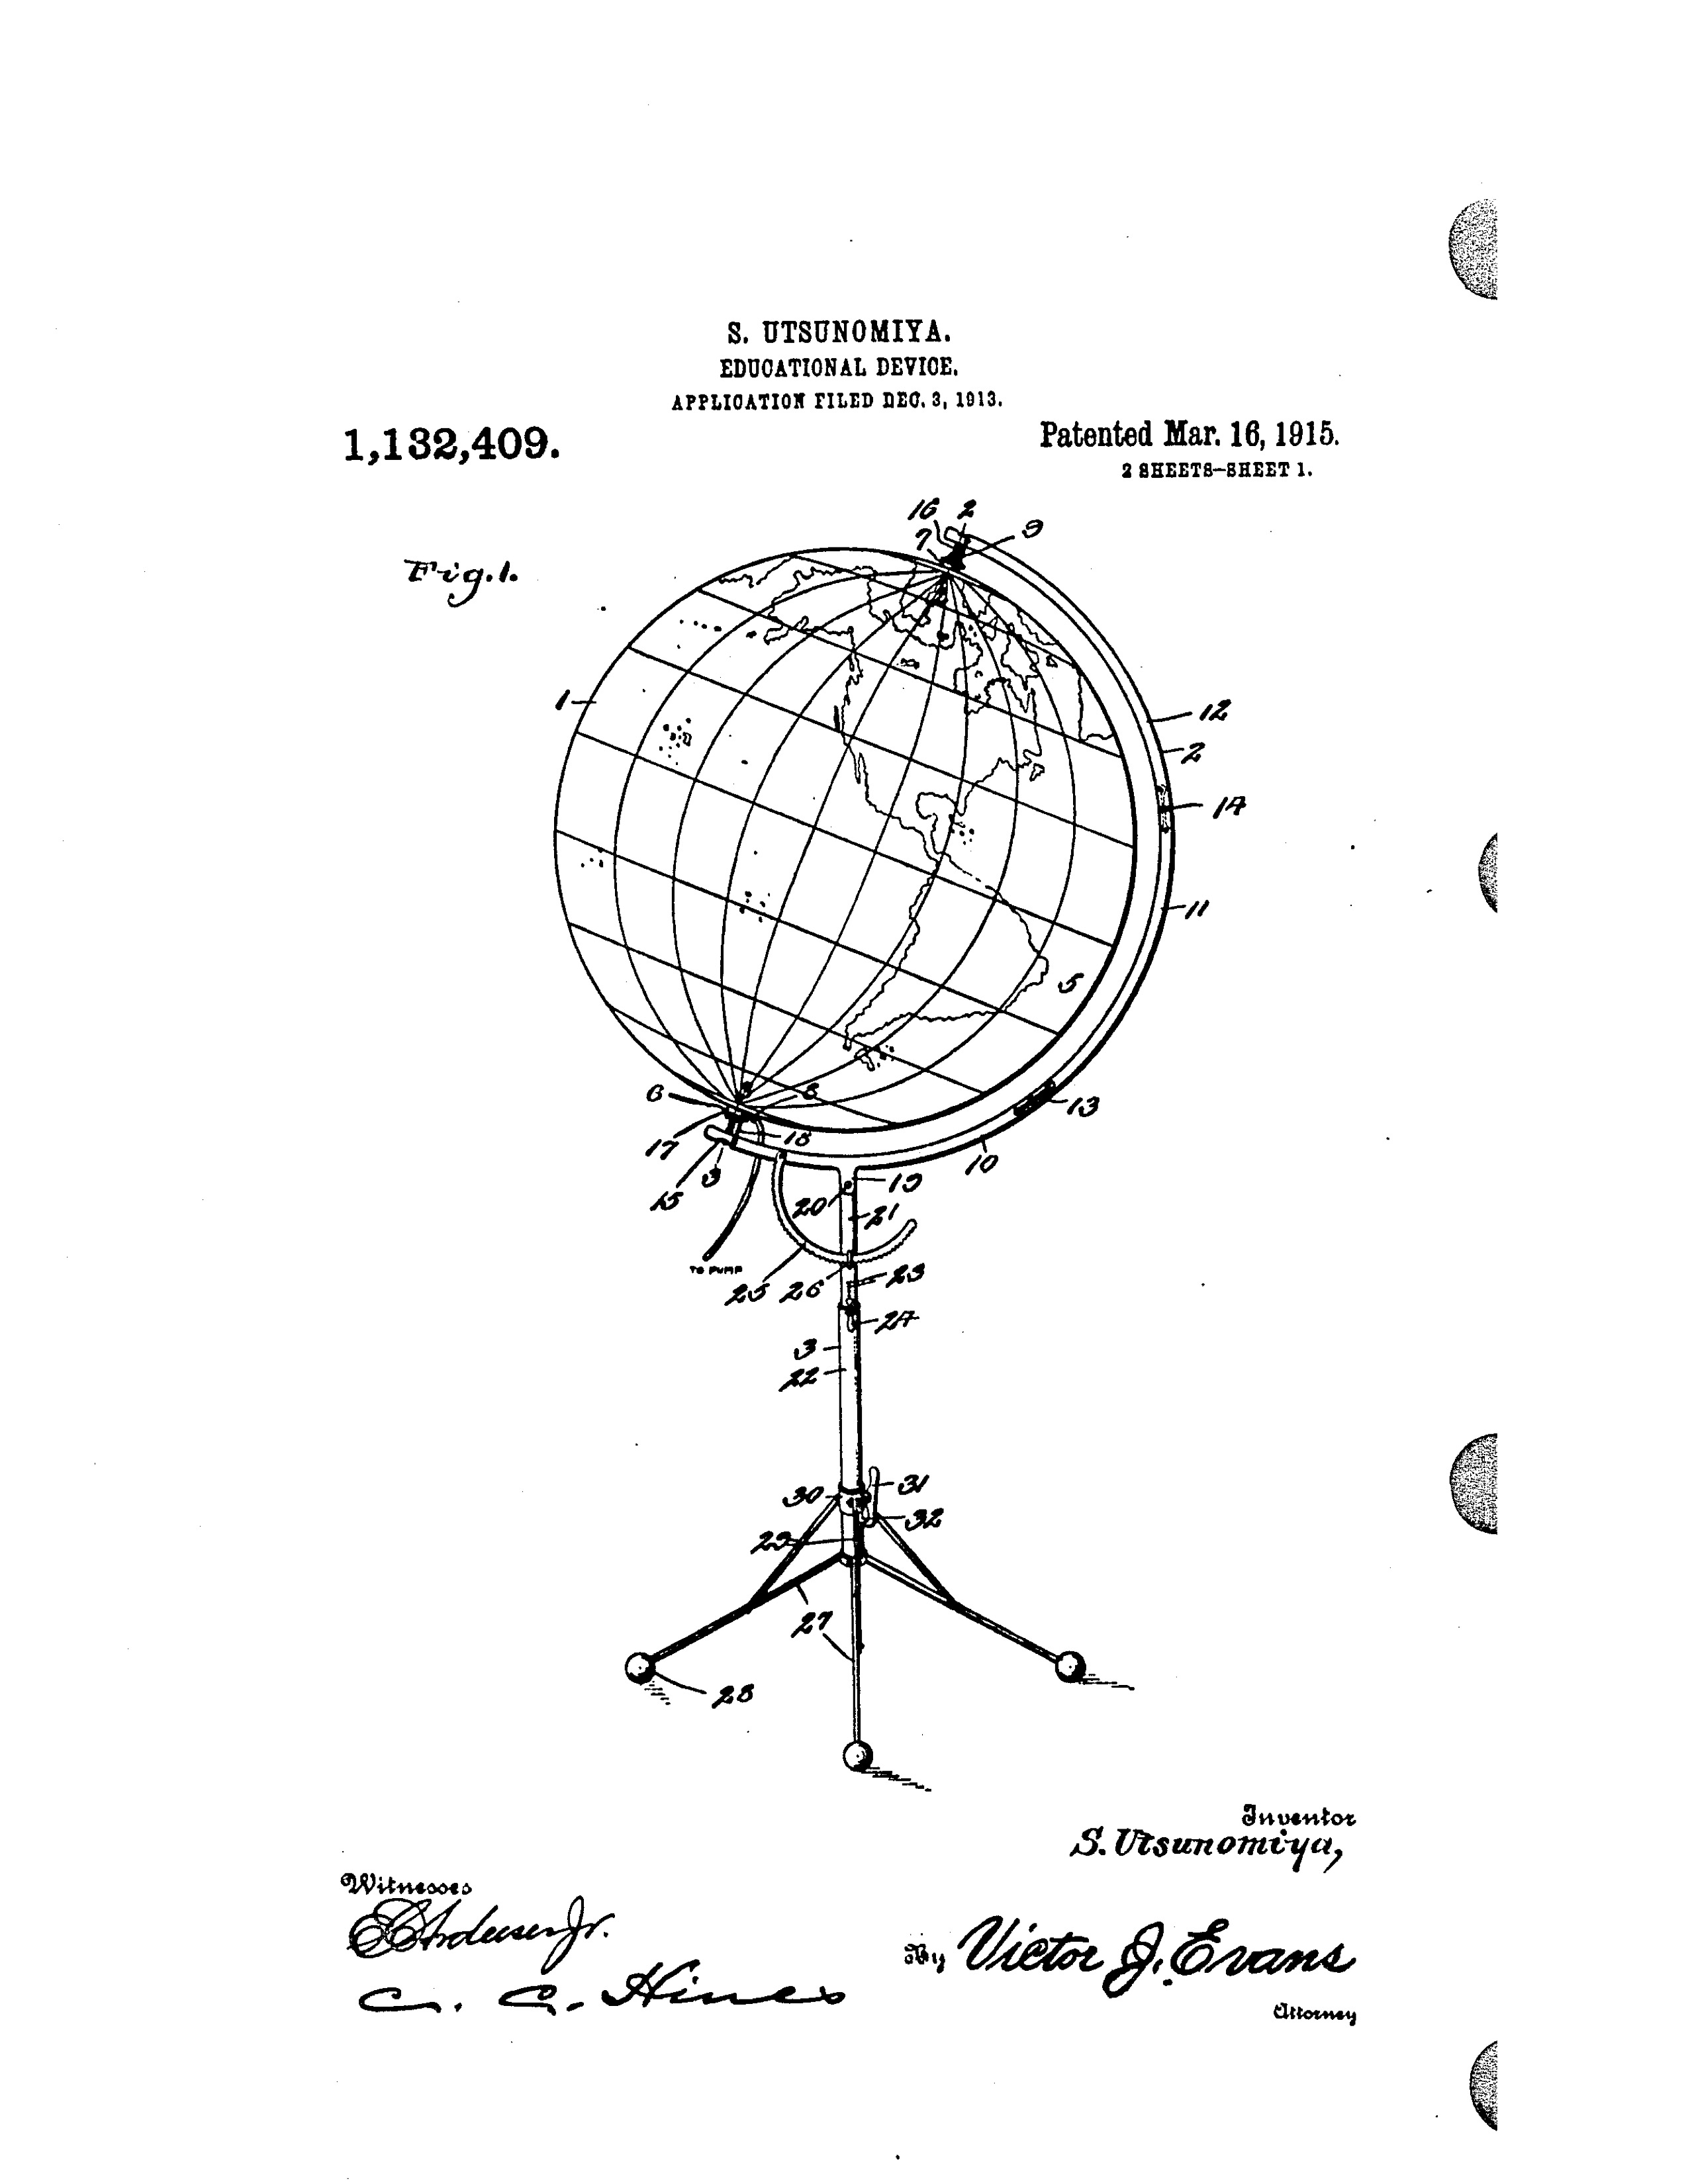 S. UTSUNOMIYA.
EDUCATIONAL DEVICE.
APPLICATION FILED DEC. 3, 1913.
1,132,409.
Patented Mar. 16, 1915.
2 SHEETS—SHEET 1.
Fig. 1.
16 2
7 9
1
12
2
14
11
5
6 8
13
17 18
10
15 3
19
20 21
TO PUMP
25 26 23
24
3
22
30 31
32
29
27
28
Inventor
S. Utsunomiya,
Witnesses
Jr.
C. C. Hines
By Victor J. Evans
Attorney